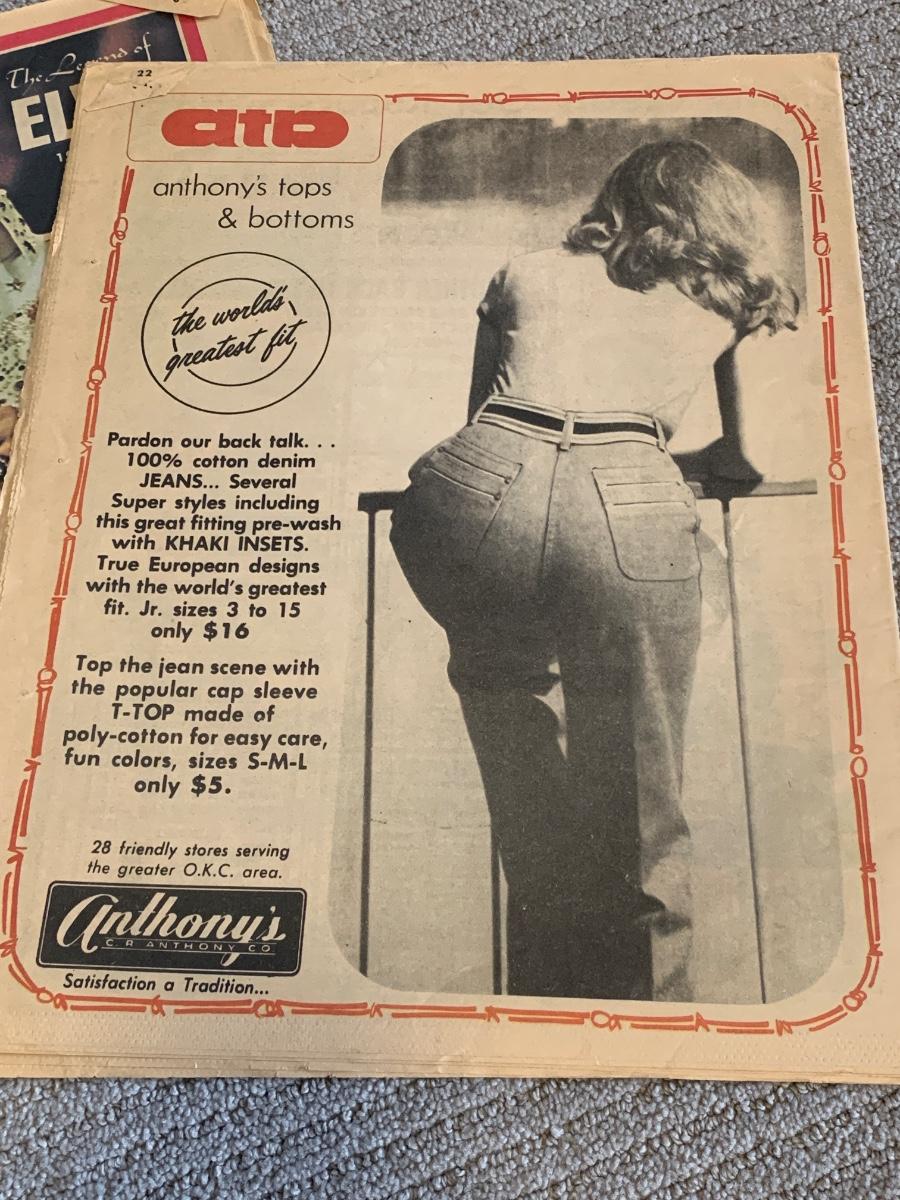 The Legend of
EL
22
atb
anthony's tops
& bottoms
the world's
greatest fit
Pardon our back talk. . .
100% cotton denim
JEANS... Several
Super styles including
this great fitting pre-wash
with KHAKI INSETS.
True European designs
with the world's greatest
fit. Jr. sizes 3 to 15
only $16
Top the jean scene with
the popular cap sleeve
T-TOP made of
poly-cotton for easy care,
fun colors, sizes S-M-L
only $5.
28 friendly stores serving
the greater O.K.C. area.
Anthony's
C. R. ANTHONY CO
Satisfaction a Tradition...